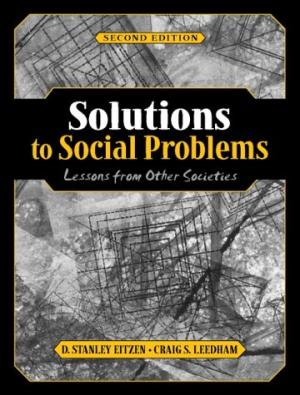 SECOND EDITION
Solutions
to Social Problems
Lessons from Other Societies
D. STANLEY EITZEN • CRAIG S. LEEDHAM